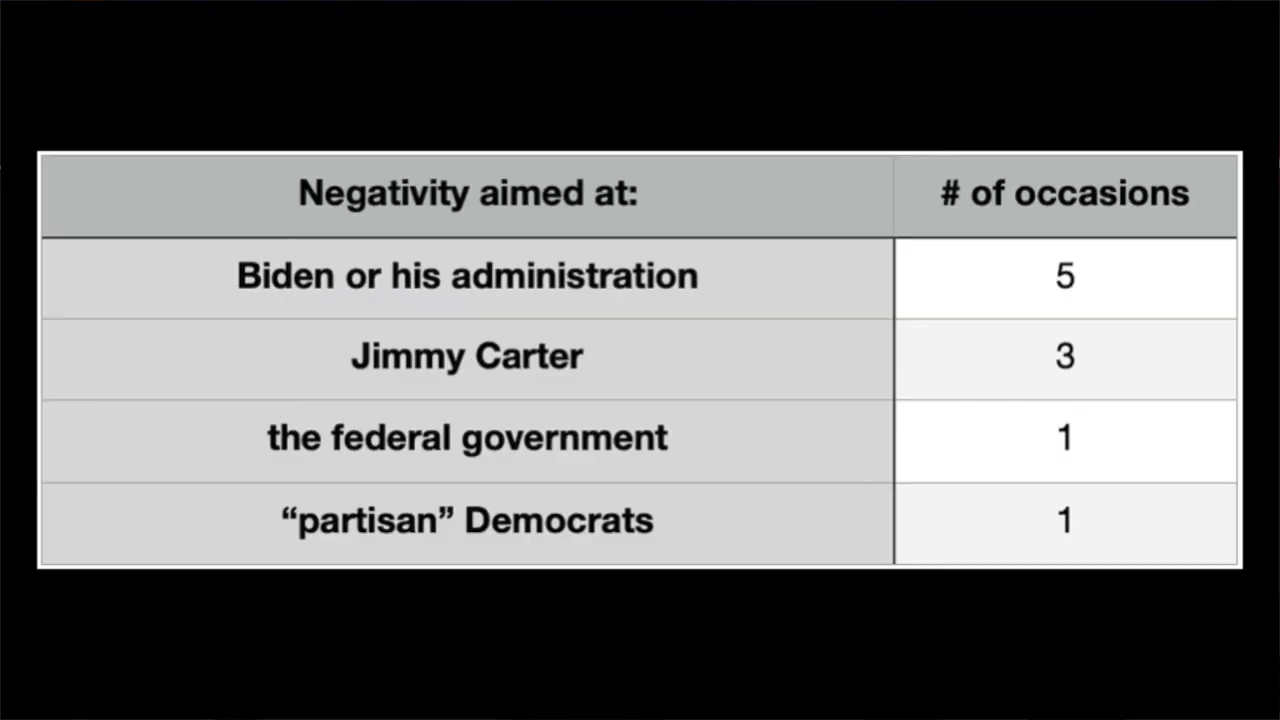 Negativity aimed at: # of occasions
Biden or his administration 5
Jimmy Carter 3
the federal government 1
“partisan” Democrats 1